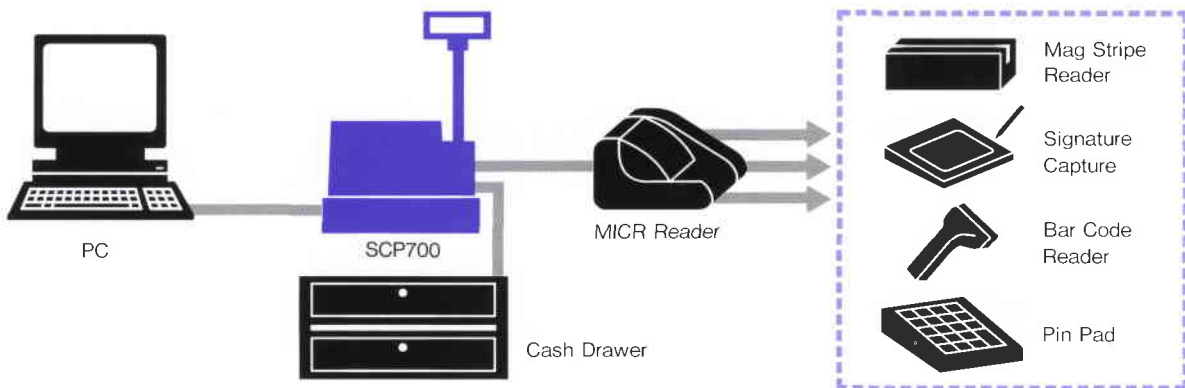 PC
SCP700
Cash Drawer
MICR Reader
Mag Stripe
Reader
Signature
Capture
Bar Code
Reader
Pin Pad